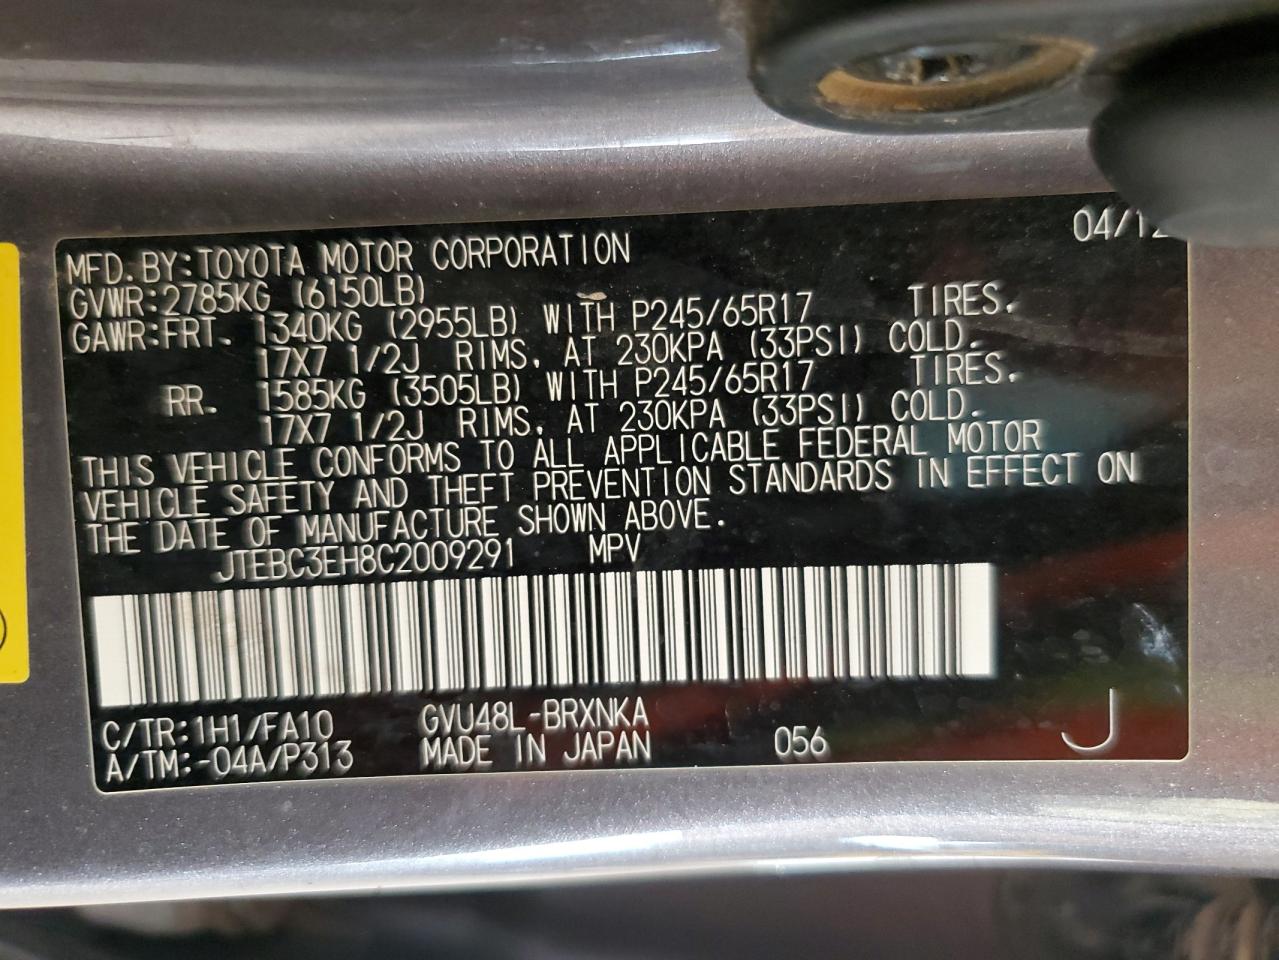 04/12
MFD. BY: TOYOTA MOTOR CORPORATION
GVWR: 2785KG (6150LB)
GAWR: FRT. 1340KG (2955LB) WITH P245/65R17 TIRES.
17X7 1/2J RIMS, AT 230KPA (33PSI) COLD.
RR. 1585KG (3505LB) WITH P245/65R17 TIRES.
17X7 1/2J RIMS, AT 230KPA (33PSI) COLD.
THIS VEHICLE CONFORMS TO ALL APPLICABLE FEDERAL MOTOR
VEHICLE SAFETY AND THEFT PREVENTION STANDARDS IN EFFECT ON
THE DATE OF MANUFACTURE SHOWN ABOVE.
JTEBC3EH8C2009291 MPV
C/TR: 1H1/FA10 GVU48L-BRXNKA
A/TM: -04A/P313 MADE IN JAPAN 056 J